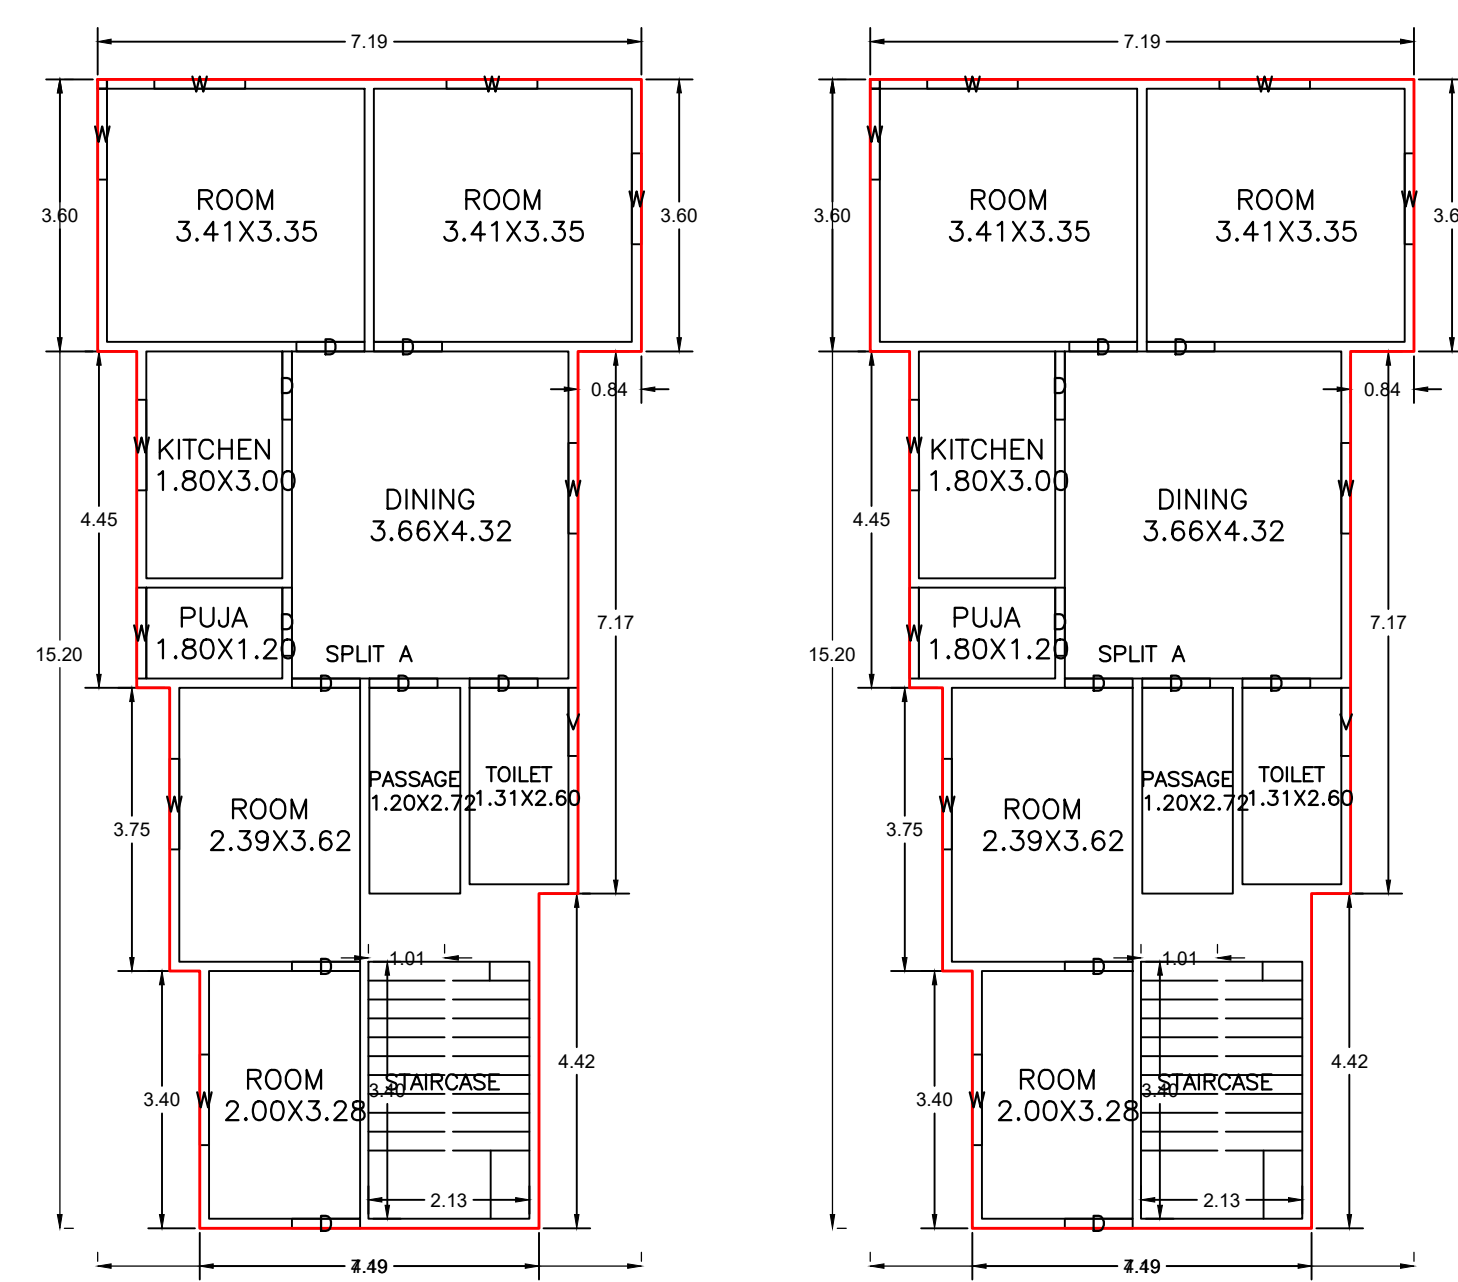 7.19
W
W
W
W
ROOM
3.41X3.35
ROOM
3.41X3.35
3.60
3.60
D
D
D
0.84
W
KITCHEN
1.80X3.00
W
DINING
3.66X4.32
4.45
7.17
W
PUJA
1.80X1.20
D
SPLIT A
15.20
D
D
D
V
PASSAGE
1.20X2.72
TOILET
1.31X2.60
W
ROOM
2.39X3.62
3.75
D
1.01
4.42
ROOM
2.00X3.28
W
3.40
STAIRCASE
3.40
2.13
D
7.19
W
W
W
W
ROOM
3.41X3.35
ROOM
3.41X3.35
3.60
D
D
D
0.84
W
KITCHEN
1.80X3.00
W
DINING
3.66X4.32
4.45
7.17
W
PUJA
1.80X1.20
D
SPLIT A
15.20
D
D
D
V
PASSAGE
1.20X2.72
TOILET
1.31X2.60
W
ROOM
2.39X3.62
3.75
D
1.01
4.42
ROOM
2.00X3.28
W
3.40
STAIRCASE
3.40
2.13
D